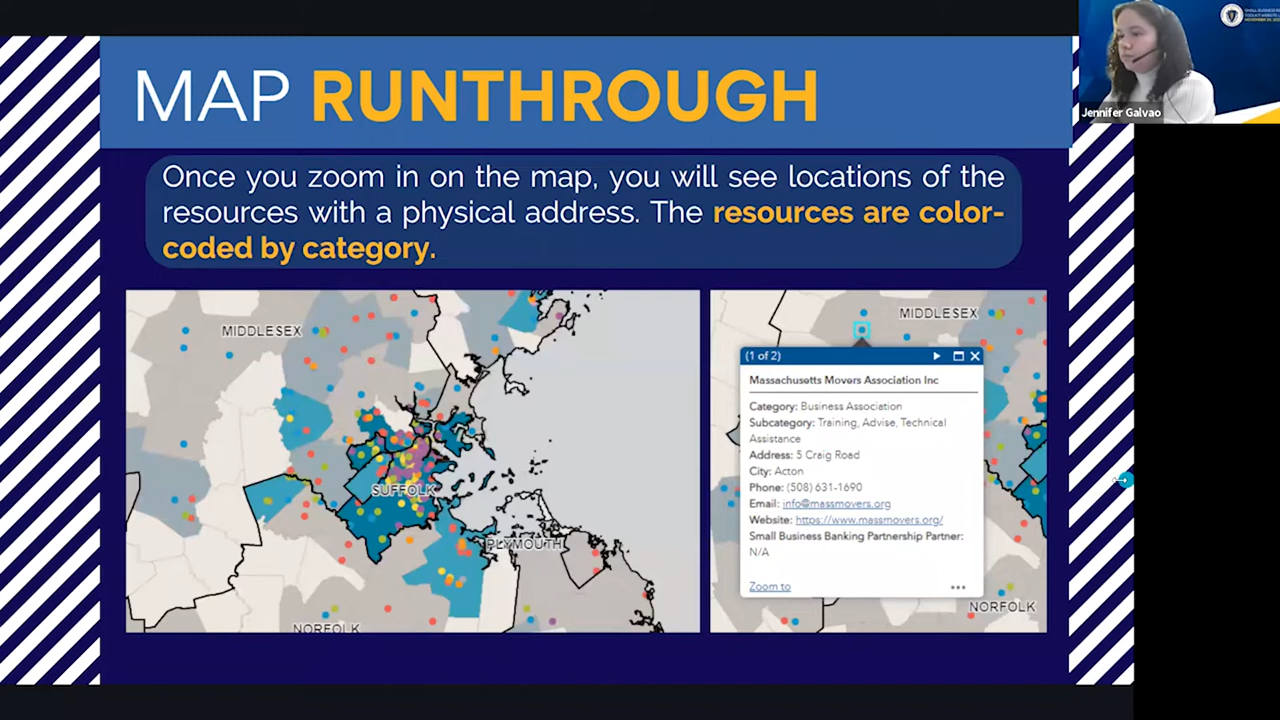 MAP RUNTHROUGH
Once you zoom in on the map, you will see locations of the
resources with a physical address. The resources are color-
coded by category.
MIDDLESEX
SUFFOLK
PLYMOUTH
NORFOLK
MIDDLESEX
(1 of 2)
Massachusetts Movers Association Inc
Category: Business Association
Subcategory: Training, Advise, Technical
Assistance
Address: 5 Craig Road
City: Acton
Phone: (508) 631-1690
Email: info@massmovers.org
Website: https://www.massmovers.org/
Small Business Banking Partnership Partner:
N/A
Zoom to
NORFOLK
Jennifer Galvao